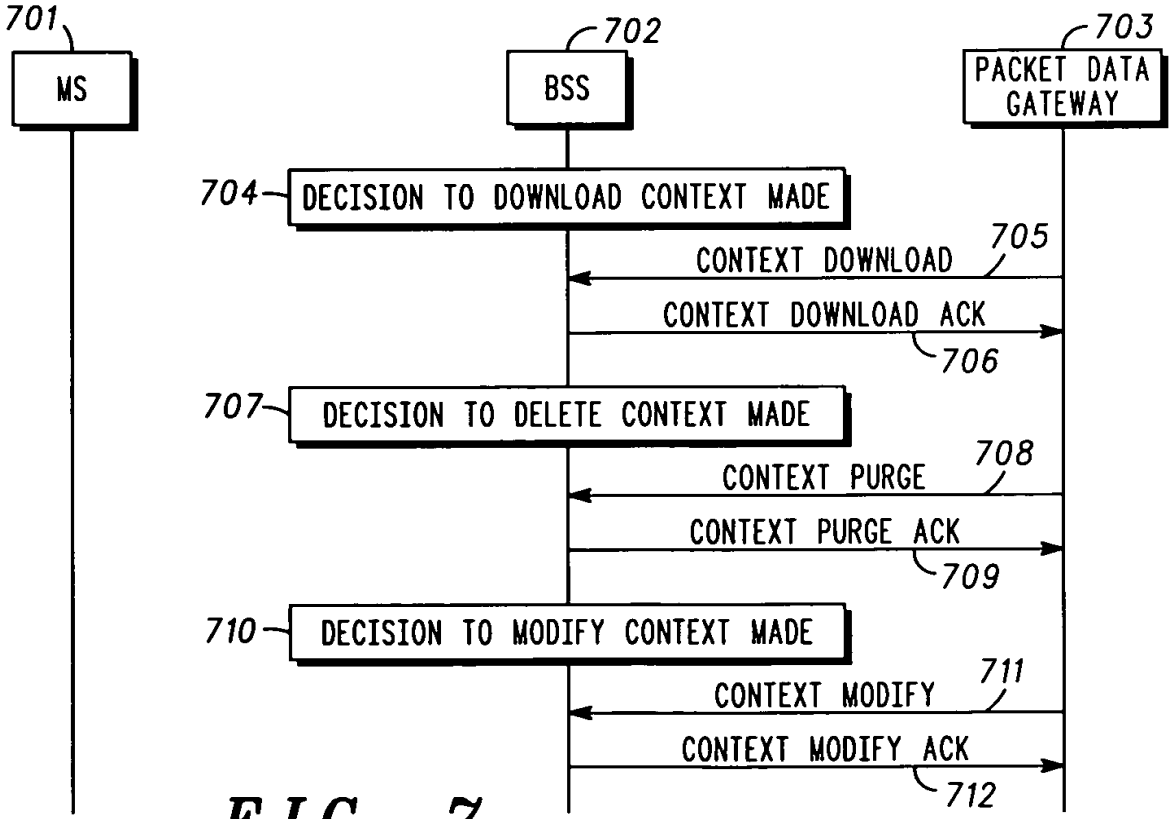 701
702
703
MS
BSS
PACKET DATA
GATEWAY
704
DECISION TO DOWNLOAD CONTEXT MADE
705
CONTEXT DOWNLOAD
CONTEXT DOWNLOAD ACK
706
707
DECISION TO DELETE CONTEXT MADE
708
CONTEXT PURGE
CONTEXT PURGE ACK
709
710
DECISION TO MODIFY CONTEXT MADE
711
CONTEXT MODIFY
CONTEXT MODIFY ACK
712
FIG. 7